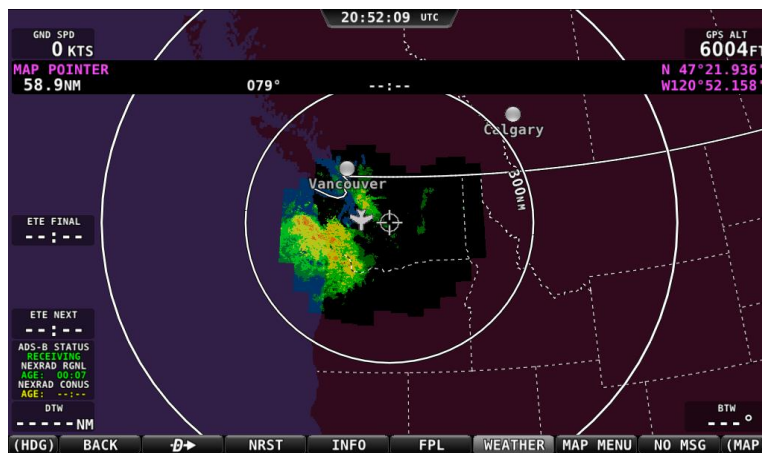 20:52:09 UTC
GND SPD
0 KTS
GPS ALT
6004FT
MAP POINTER
58.9NM 079° --:--
N 47°21.936'
W120°52.158'
Calgary
Vancouver
300NM
ETE FINAL
--:--
ETE NEXT
--:--
ADS-B STATUS
RECEIVING
NEXRAD RGNL
AGE: 00:07
NEXRAD CONUS
AGE: --:--
DTW
-----NM
BTW
---°
(HDG) BACK D NRST INFO FPL WEATHER MAP MENU NO MSG (MAP